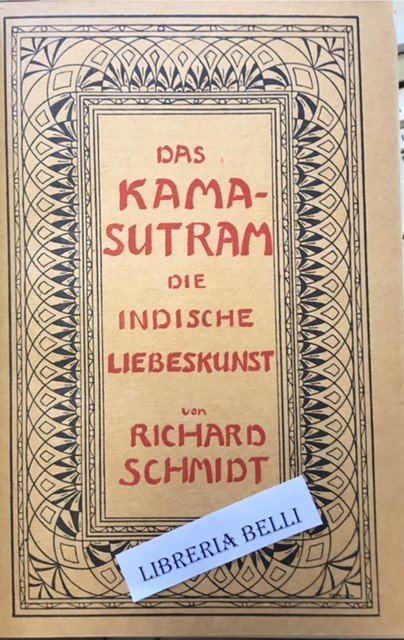 DAS
KAMA-
SUTRAM
DIE
INDISCHE
LIEBESKUNST
von
RICHARD
SCHMIDT
LIBRERIA BELLI